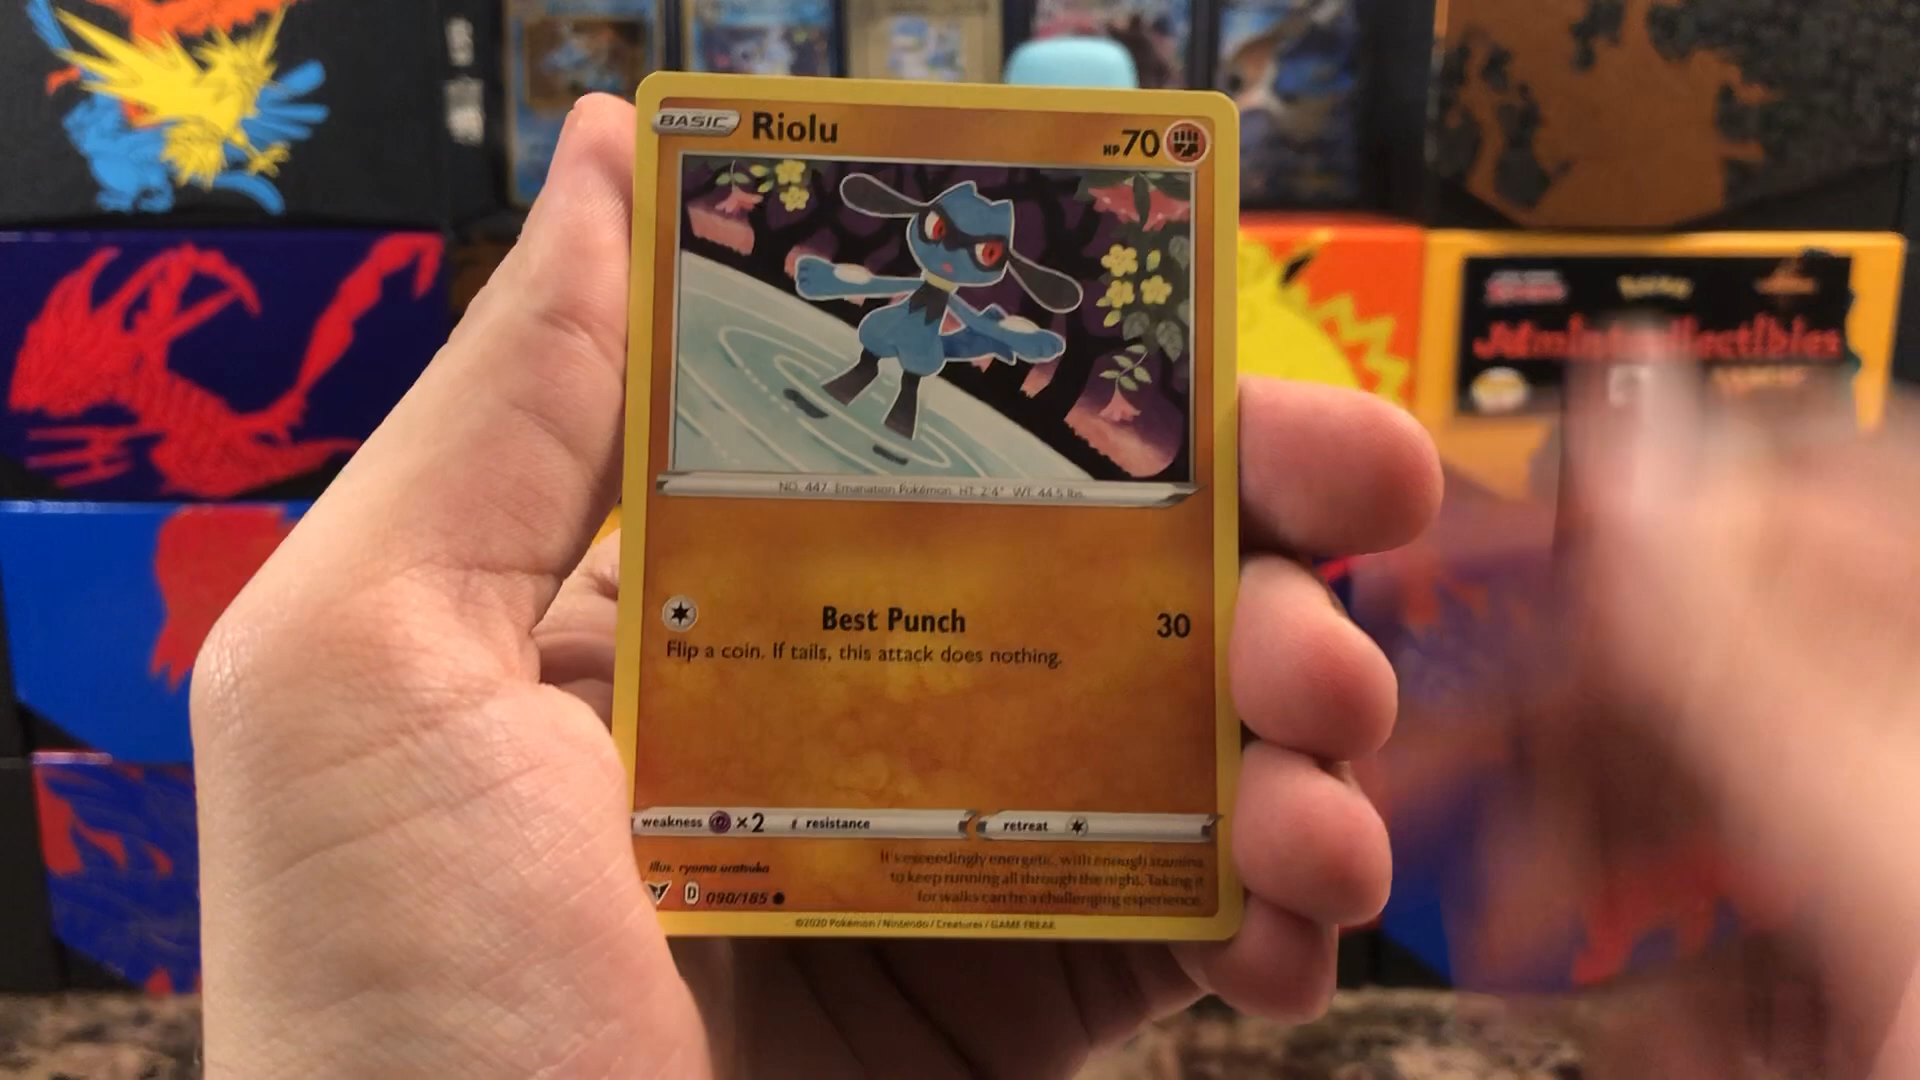 BASIC Riolu HP 70
NO. 447 Emanation Pokémon HT: 2'4" WT: 44.5 lbs.
Best Punch 30
Flip a coin. If tails, this attack does nothing.
weakness ×2 resistance retreat
Illus. ryoma uratsuka
It's exceedingly energetic, with enough stamina
to keep running all through the night. Taking it
for walks can be a challenging experience.
D 090/185
©2020 Pokémon / Nintendo / Creatures / GAME FREAK
Pokémon